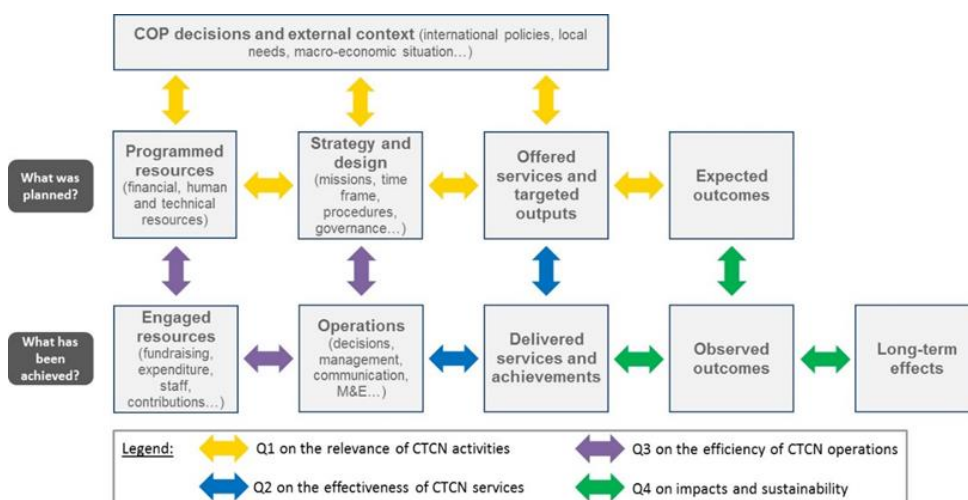 COP decisions and external context (international policies, local
needs, macro-economic situation...)
What was
planned?
Programmed
resources
(financial, human
and technical
resources)
Strategy and
design
(missions, time
frame,
procedures,
governance...)
Offered
services and
targeted
outputs
Expected
outcomes
What has
been
achieved?
Engaged
resources
(fundraising,
expenditure,
staff,
contributions...)
Operations
(decisions,
management,
communication,
M&E...)
Delivered
services and
achievements
Observed
outcomes
Long-term
effects
Legend:
Q1 on the relevance of CTCN activities
Q3 on the efficiency of CTCN operations
Q2 on the effectiveness of CTCN services
Q4 on impacts and sustainability